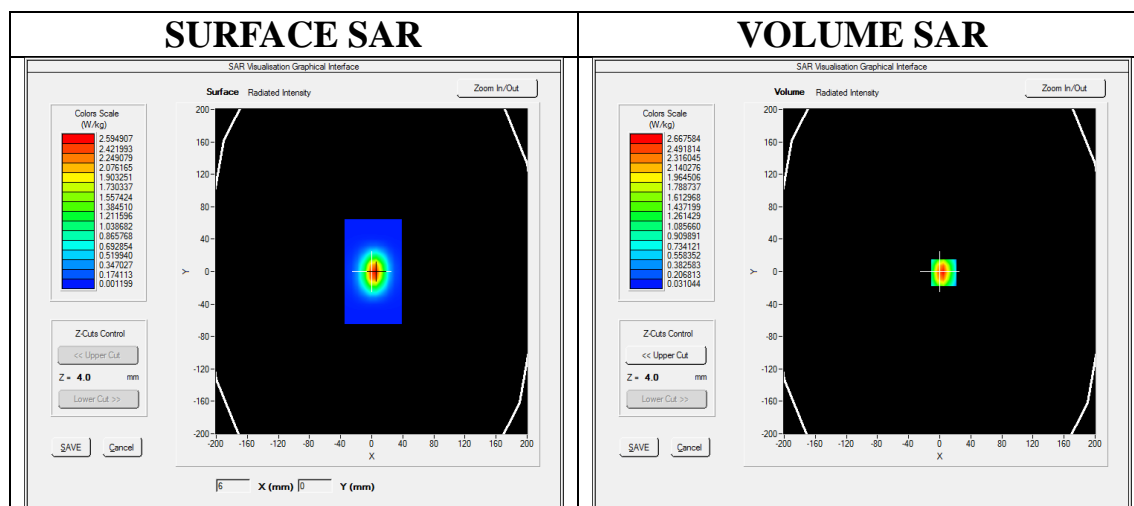 SURFACE SAR
SAR Visualisation Graphical Interface
Surface Radiated Intensity
Zoom In/Out
Colors Scale
(W/kg)
2.594907
2.421993
2.249079
2.076165
1.903251
1.730337
1.557424
1.384510
1.211596
1.038682
0.865768
0.692854
0.519940
0.347027
0.174113
0.001199
Z-Cuts Control
<< Upper Cut
Z = 4.0 mm
Lower Cut >>
SAVE Cancel
200
160
120
80
40
0
-40
-80
-120
-160
-200
Y
-200 -160 -120 -80 -40 0 40 80 120 160 200
X
6 X (mm) 0 Y (mm)
VOLUME SAR
SAR Visualisation Graphical Interface
Volume Radiated Intensity
Zoom In/Out
Colors Scale
(W/kg)
2.667584
2.491814
2.316045
2.140276
1.964506
1.788737
1.612968
1.437199
1.261429
1.085660
0.909891
0.734121
0.558352
0.382583
0.206813
0.031044
Z-Cuts Control
<< Upper Cut
Z = 4.0 mm
Lower Cut >>
SAVE Cancel
200
160
120
80
40
0
-40
-80
-120
-160
-200
Y
-200 -160 -120 -80 -40 0 40 80 120 160 200
X